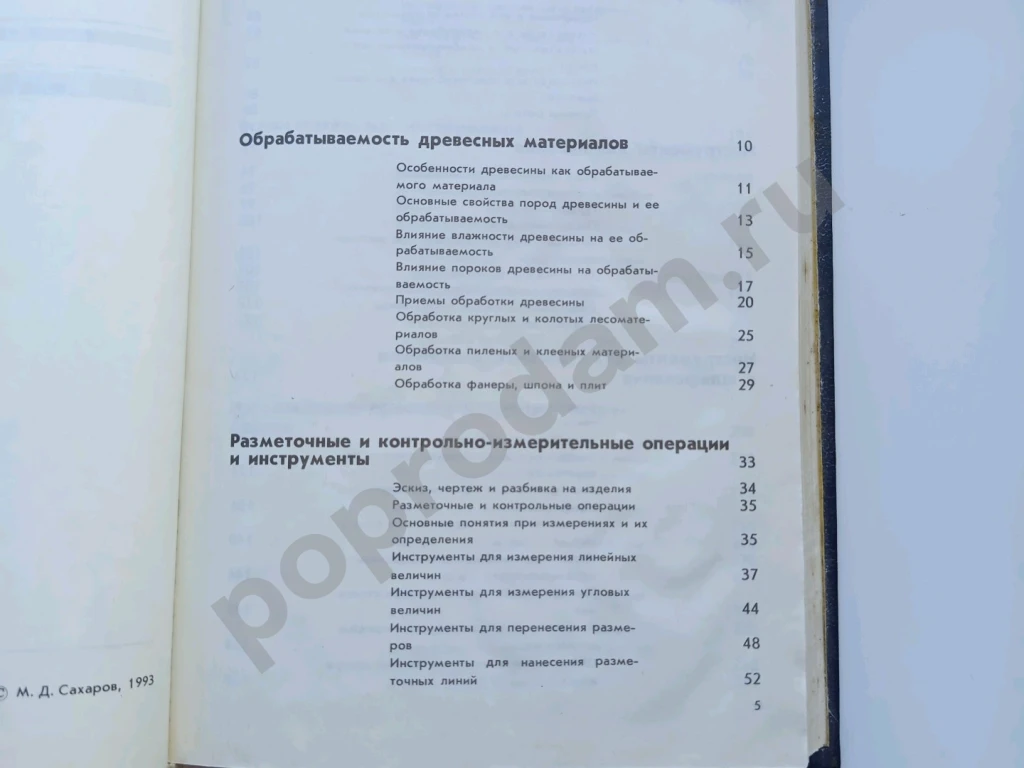 Обрабатываемость древесных материалов 10
Особенности древесины как обрабатывае-
мого материала 11
Основные свойства пород древесины и ее
обрабатываемость 13
Влияние влажности древесины на ее об-
рабатываемость 15
Влияние пороков древесины на обрабаты-
ваемость 17
Приемы обработки древесины 20
Обработка круглых и колотых лесомате-
риалов 25
Обработка пиленых и клееных матери-
алов 27
Обработка фанеры, шпона и плит 29
Разметочные и контрольно-измерительные операции
и инструменты 33
Эскиз, чертеж и разбивка на изделия 34
Разметочные и контрольные операции 35
Основные понятия при измерениях и их
определения 35
Инструменты для измерения линейных
величин 37
Инструменты для измерения угловых
величин 44
Инструменты для перенесения разме-
ров 48
Инструменты для нанесения разме-
точных линий 52
5
© М. Д. Сахаров, 1993
poprodam.ru